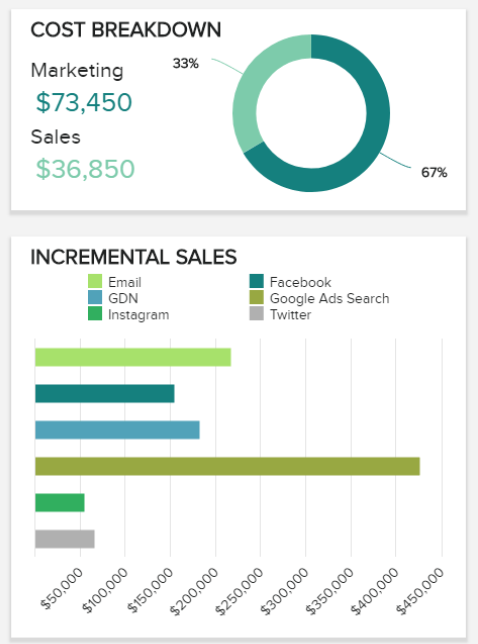 COST BREAKDOWN
Marketing
$73,450
Sales
$36,850
33%
67%
INCREMENTAL SALES
Email
Facebook
GDN
Google Ads Search
Instagram
Twitter
$50,000
$100,000
$150,000
$200,000
$250,000
$300,000
$350,000
$400,000
$450,000